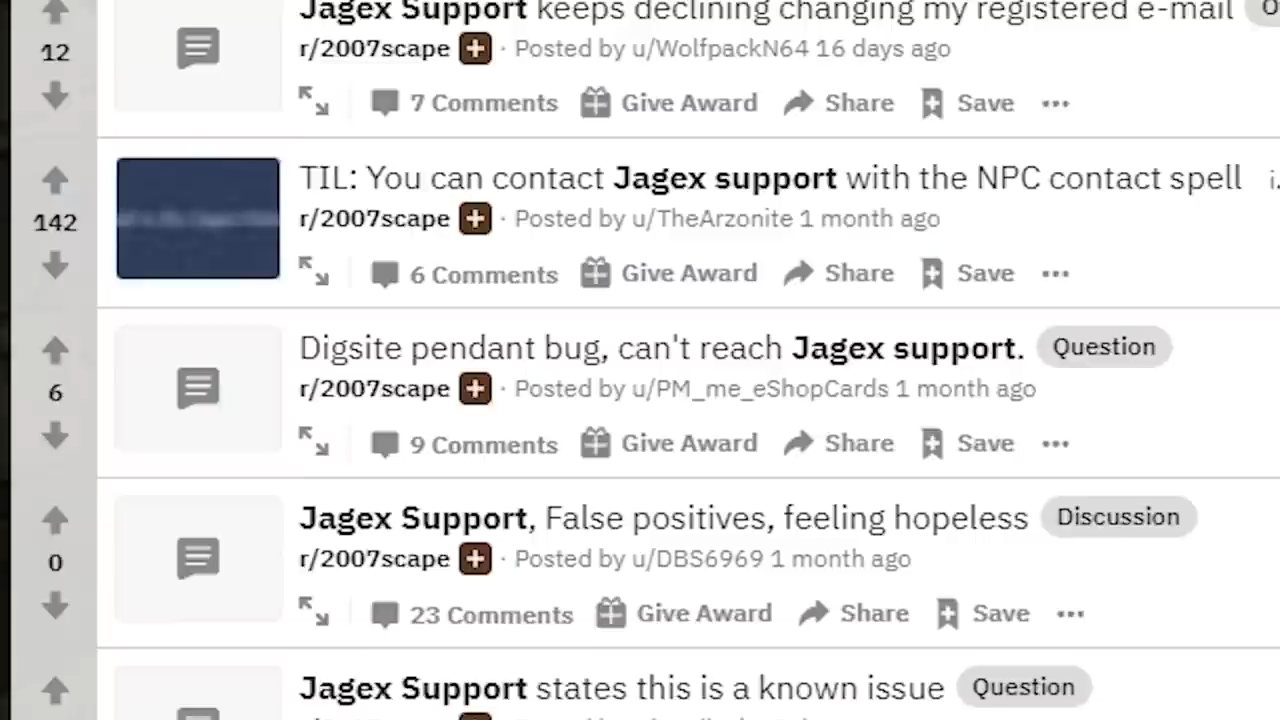 Jagex Support keeps declining changing my registered e-mail
12
r/2007scape · Posted by u/WolfpackN64 16 days ago
7 Comments Give Award Share Save ...
TIL: You can contact Jagex support with the NPC contact spell i.
142
r/2007scape · Posted by u/TheArzonite 1 month ago
6 Comments Give Award Share Save ...
Digsite pendant bug, can't reach Jagex support. Question
6
r/2007scape · Posted by u/PM_me_eShopCards 1 month ago
9 Comments Give Award Share Save ...
Jagex Support, False positives, feeling hopeless Discussion
0
r/2007scape · Posted by u/DBS6969 1 month ago
23 Comments Give Award Share Save ...
Jagex Support states this is a known issue Question